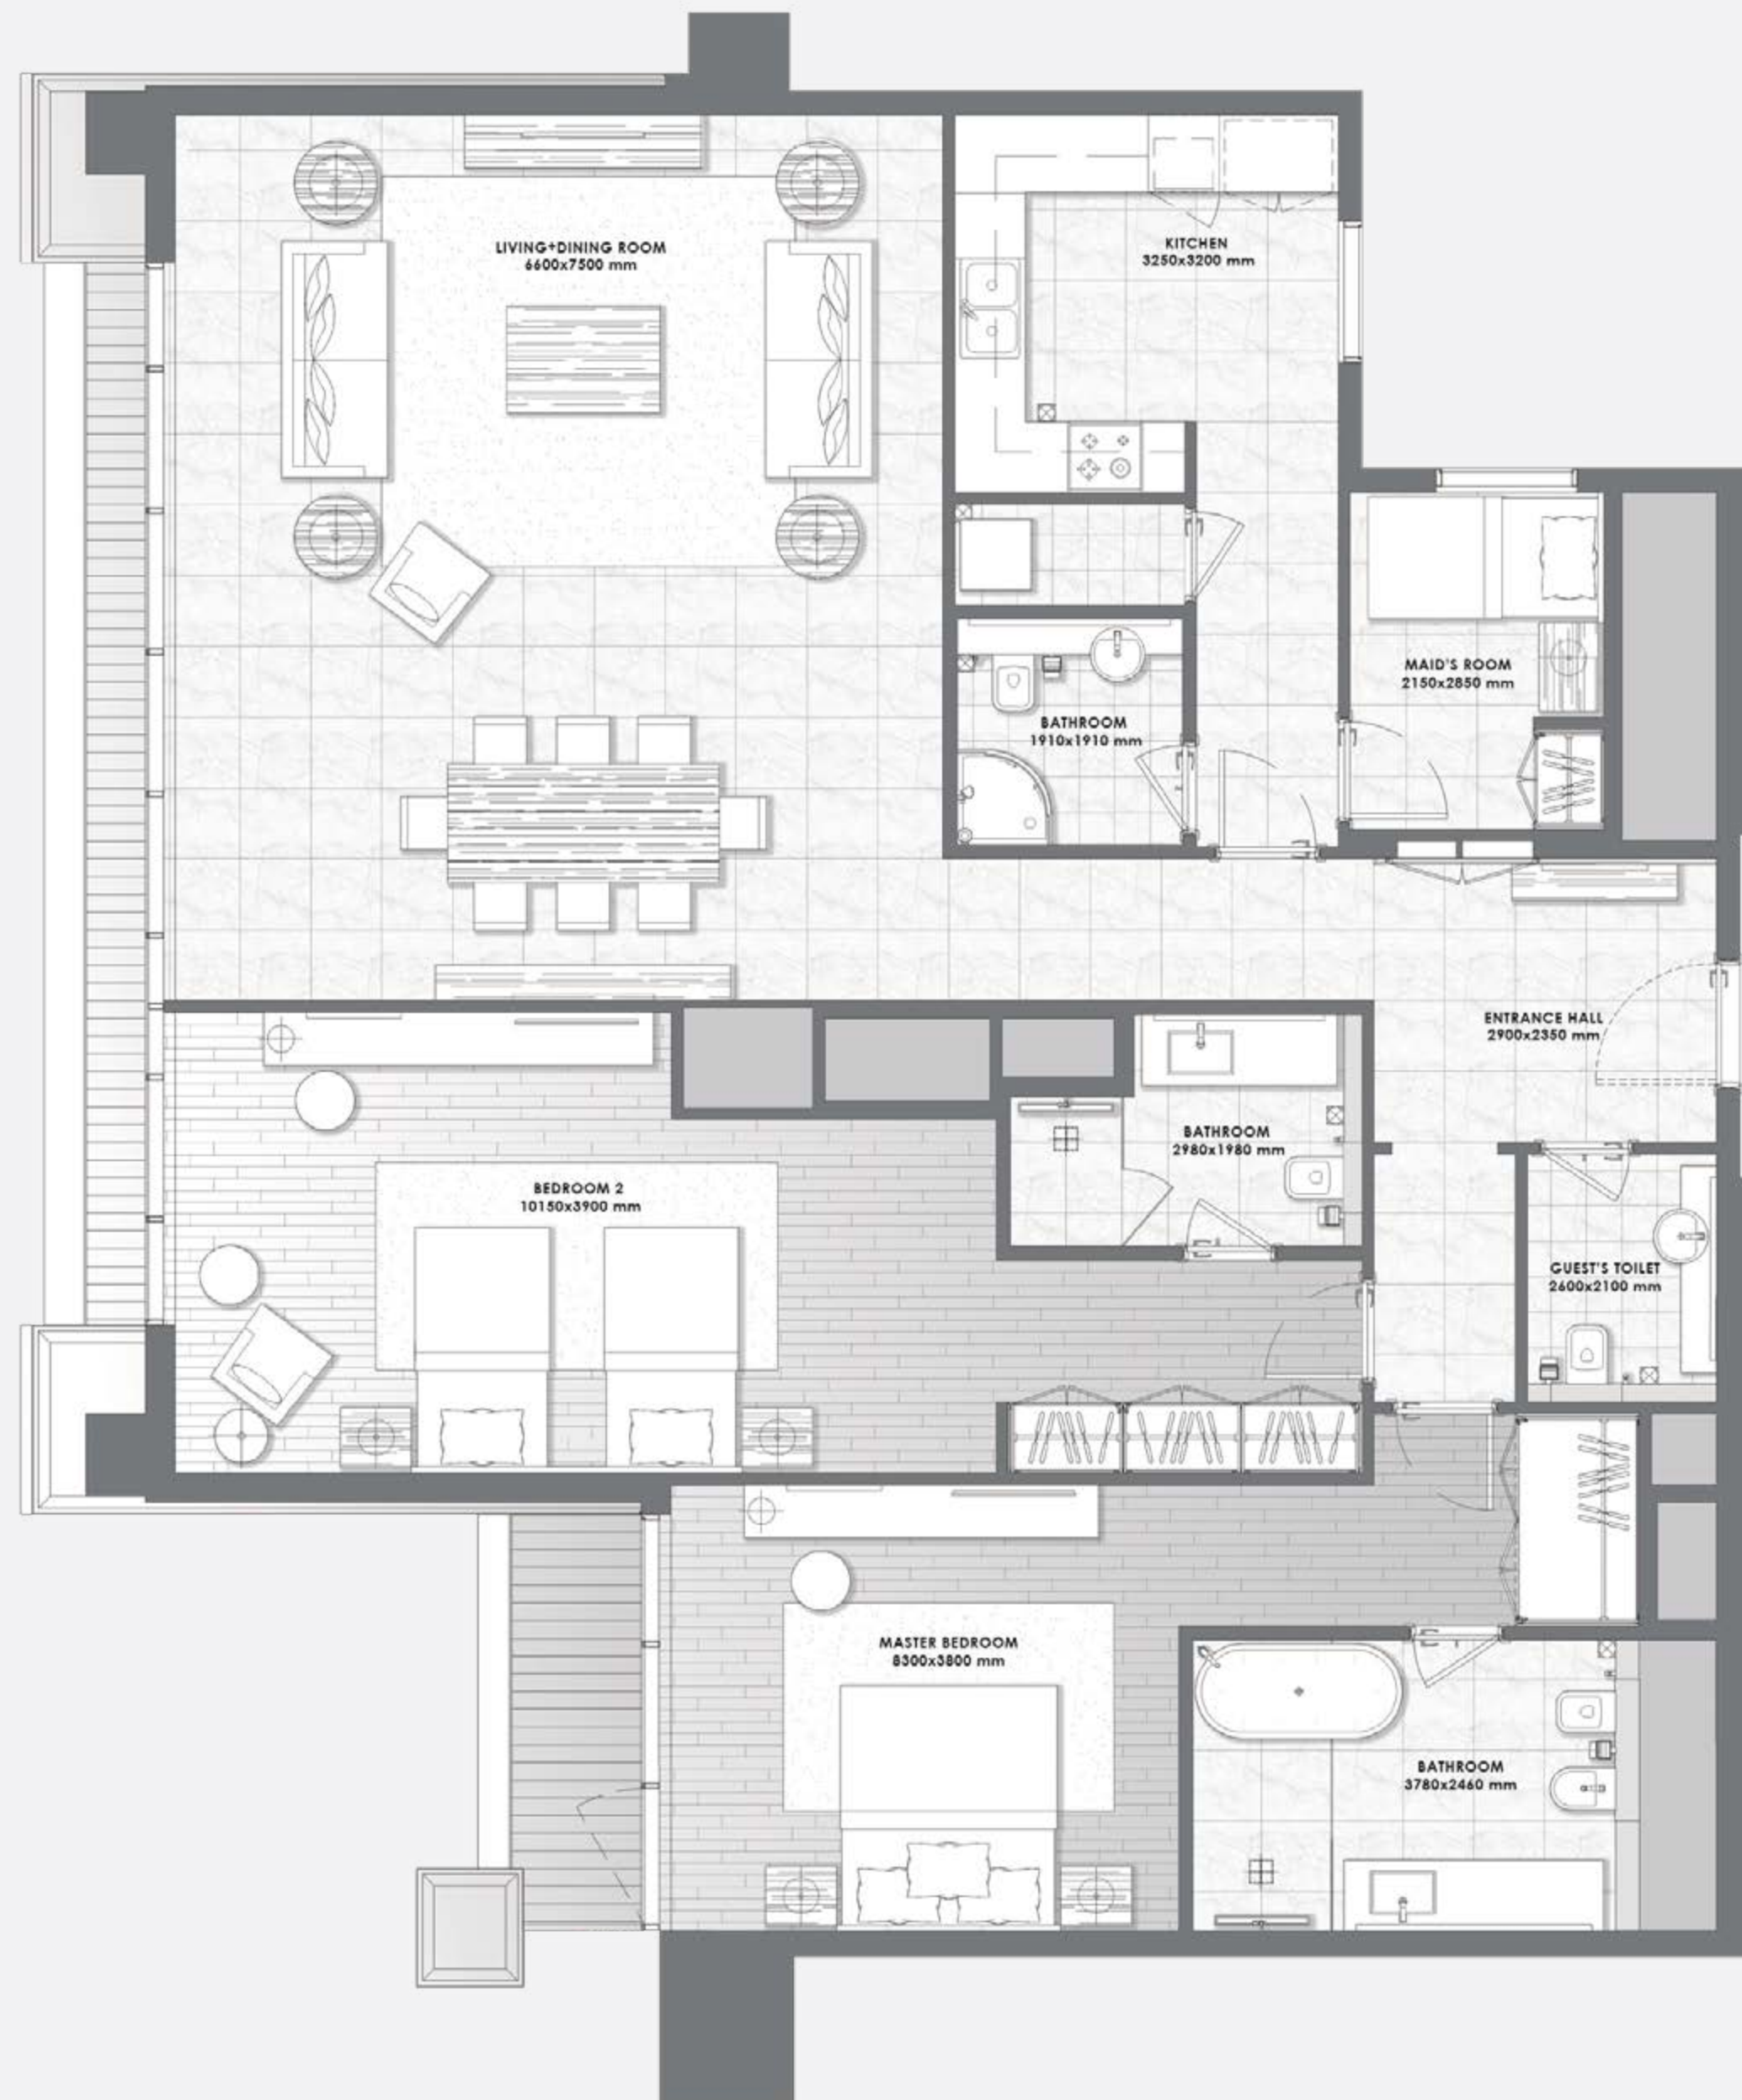 LIVING+DINING ROOM
6600x7500 mm
KITCHEN
3250x3200 mm
MAID'S ROOM
2150x2850 mm
BATHROOM
1910x1910 mm
ENTRANCE HALL
2900x2350 mm
BATHROOM
2980x1980 mm
BEDROOM 2
10150x3900 mm
GUEST'S TOILET
2600x2100 mm
MASTER BEDROOM
8300x3800 mm
BATHROOM
3780x2460 mm